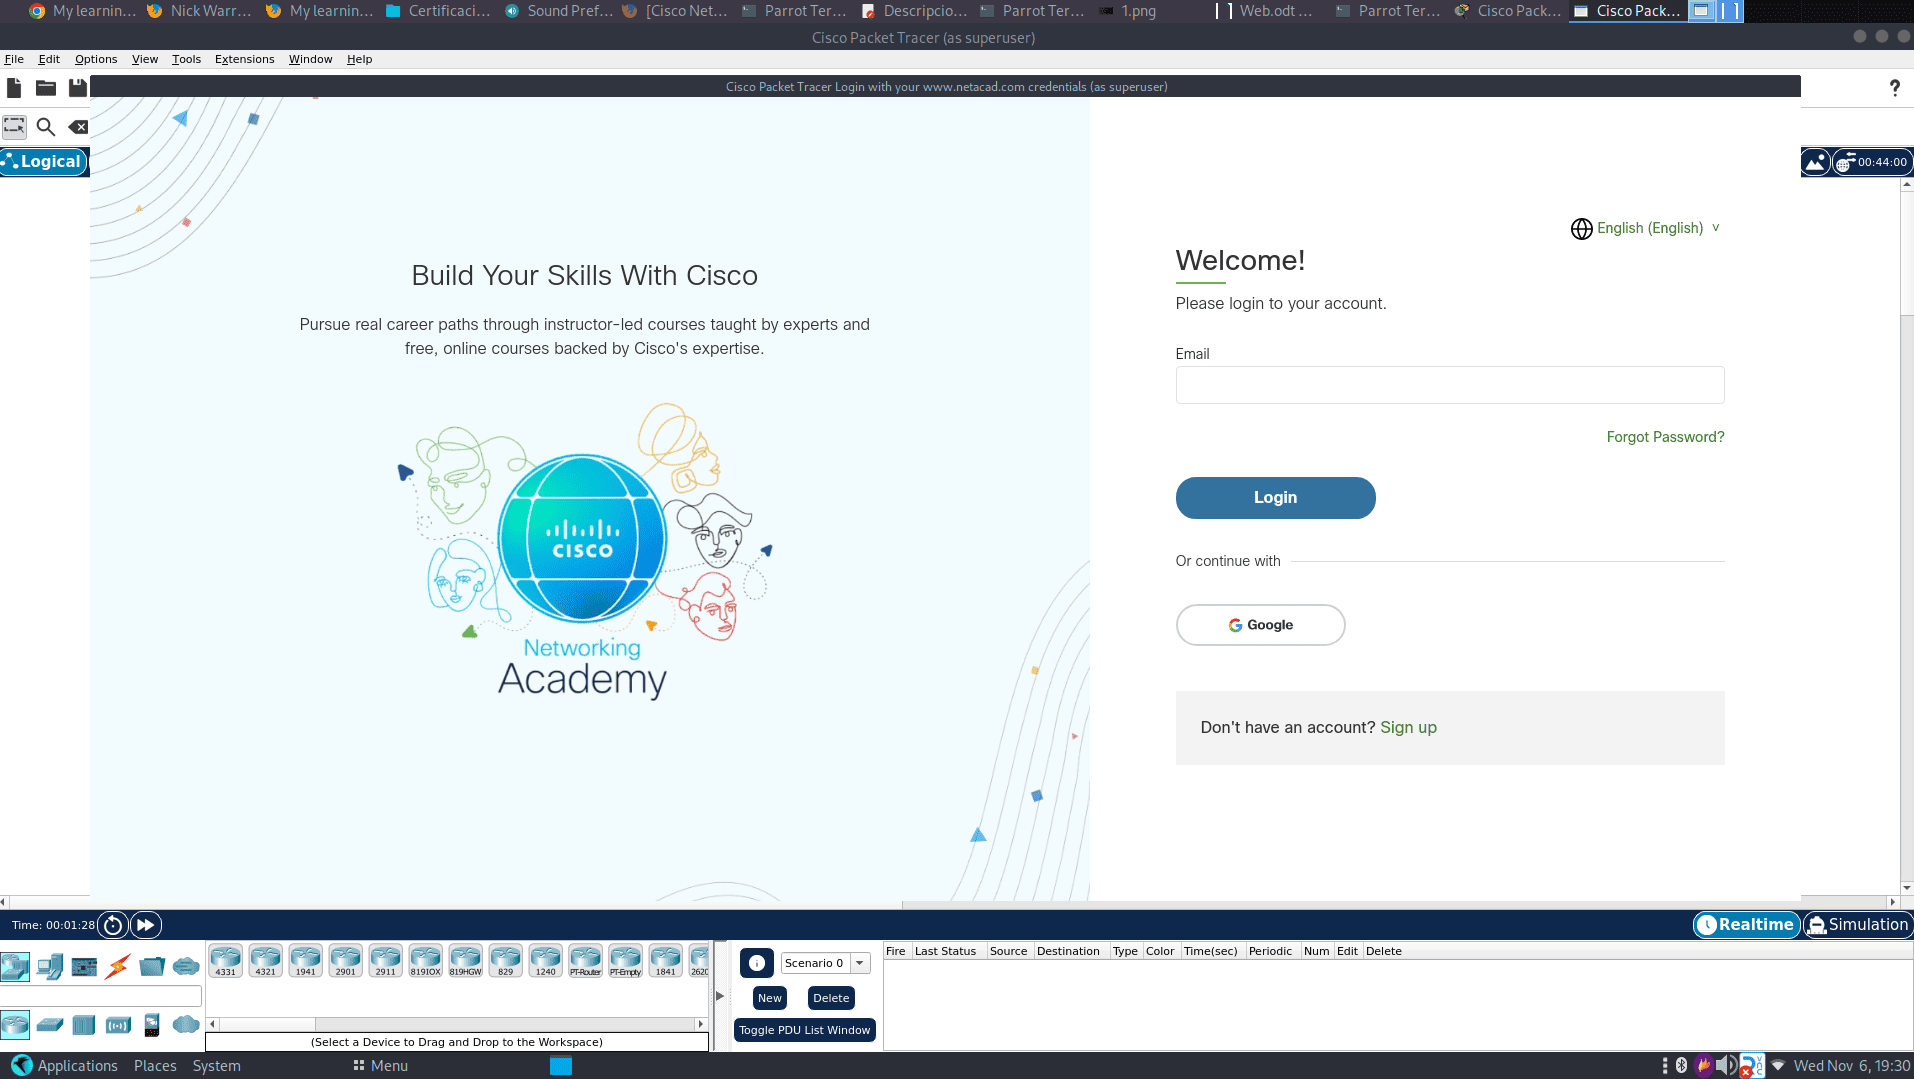 My learnin... Nick Warr... My learnin... Certificaci... Sound Pref... [Cisco Net... Parrot Ter... Descripcio... Parrot Ter... 1.png Web.odt ... Parrot Ter... Cisco Pack... Cisco Pack...
Cisco Packet Tracer (as superuser)
File Edit Options View Tools Extensions Window Help
Cisco Packet Tracer Login with your www.netacad.com credentials (as superuser)
?
Logical
00:44:00
English (English)
Build Your Skills With Cisco
Pursue real career paths through instructor-led courses taught by experts and
free, online courses backed by Cisco's expertise.
CISCO
Networking
Academy
Welcome!
Please login to your account.
Email
Forgot Password?
Login
Or continue with
Google
Don't have an account? Sign up
Time: 00:01:28
Realtime Simulation
4331 4321 1941 2901 2911 819IOX 819HGW 829 1240 PT-Router PT-Empty 1841 2620
(Select a Device to Drag and Drop to the Workspace)
Scenario 0
New Delete
Toggle PDU List Window
Fire Last Status Source Destination Type Color Time(sec) Periodic Num Edit Delete
Applications Places System Menu
Wed Nov 6, 19:30